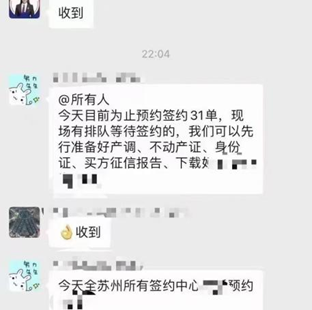 收到
22:04
@所有人
今天目前为止预约签约31单，现
场有排队等待签约的，我们可以先
行准备好产调、不动产证、身份
证、买方征信报告、下载
👌收到
今天全苏州所有签约中心 预约